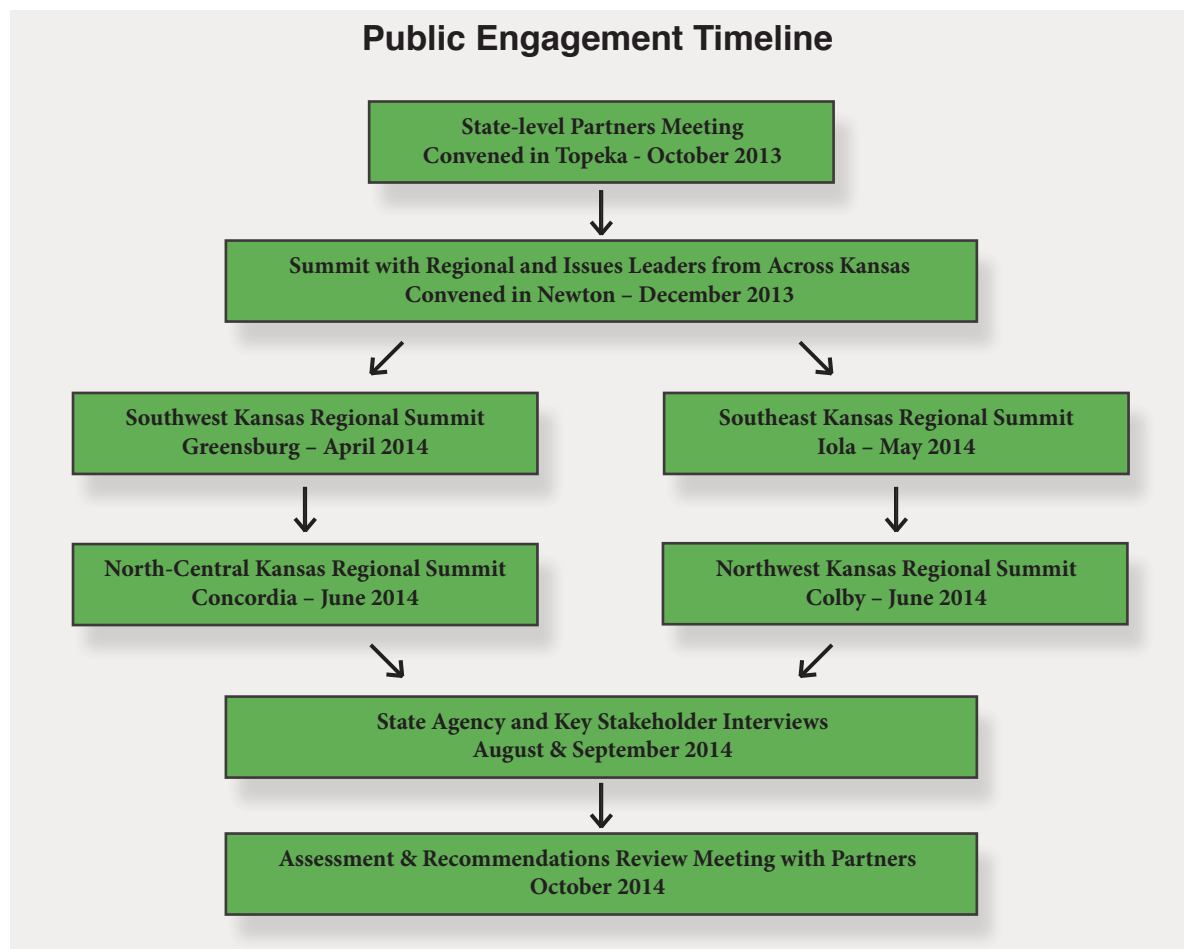 Public Engagement Timeline
State-level Partners Meeting
Convened in Topeka - October 2013
Summit with Regional and Issues Leaders from Across Kansas
Convened in Newton – December 2013
Southwest Kansas Regional Summit
Greensburg – April 2014
Southeast Kansas Regional Summit
Iola – May 2014
North-Central Kansas Regional Summit
Concordia – June 2014
Northwest Kansas Regional Summit
Colby – June 2014
State Agency and Key Stakeholder Interviews
August & September 2014
Assessment & Recommendations Review Meeting with Partners
October 2014